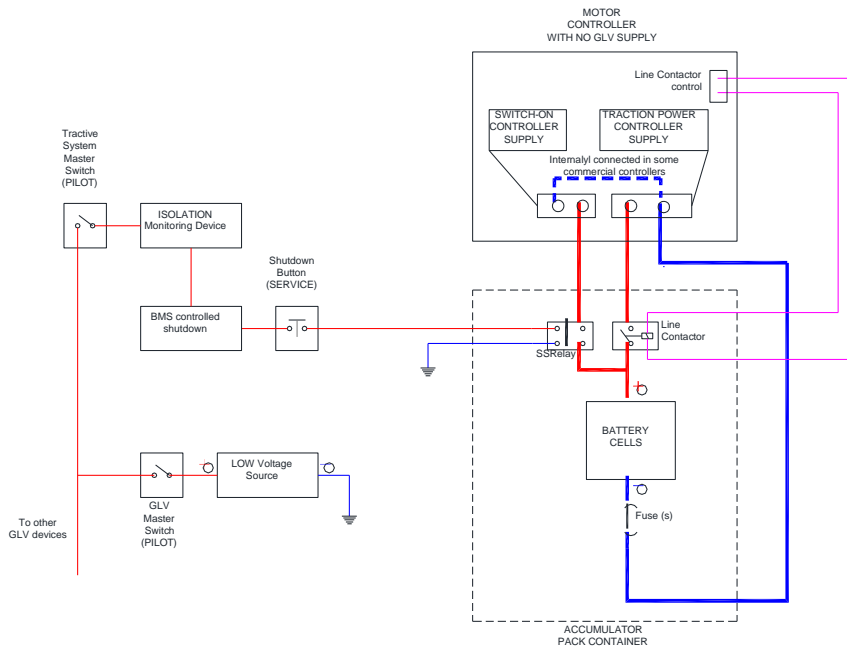 MOTOR
CONTROLLER
WITH NO GLV SUPPLY
Line Contactor
control
SWITCH-ON
CONTROLLER
SUPPLY
TRACTION POWER
CONTROLLER
SUPPLY
Internalyl connected in some
commercial controllers
Tractive
System
Master
Switch
(PILOT)
ISOLATION
Monitoring Device
Shutdown
Button
(SERVICE)
BMS controlled
shutdown
SSRelay
Line
Contactor
+
BATTERY
CELLS
-
Fuse (s)
+
LOW Voltage
Source
-
GLV
Master
Switch
(PILOT)
To other
GLV devices
ACCUMULATOR
PACK CONTAINER